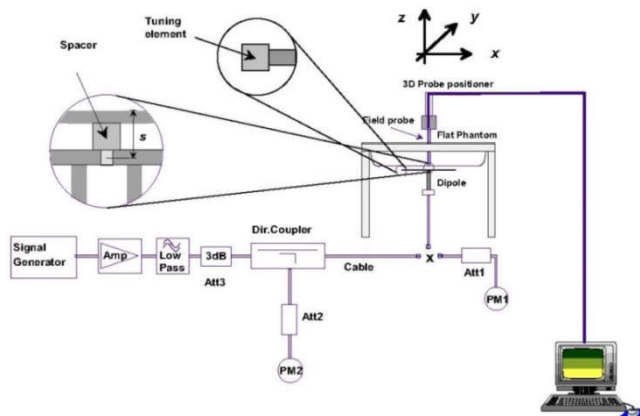 Tuning
element
Spacer
s
z
y
x
3D Probe positioner
Field probe
Flat Phantom
Dipole
Signal
Generator
Amp
Low
Pass
3dB
Att3
Dir.Coupler
Cable
x
Att1
PM1
Att2
PM2